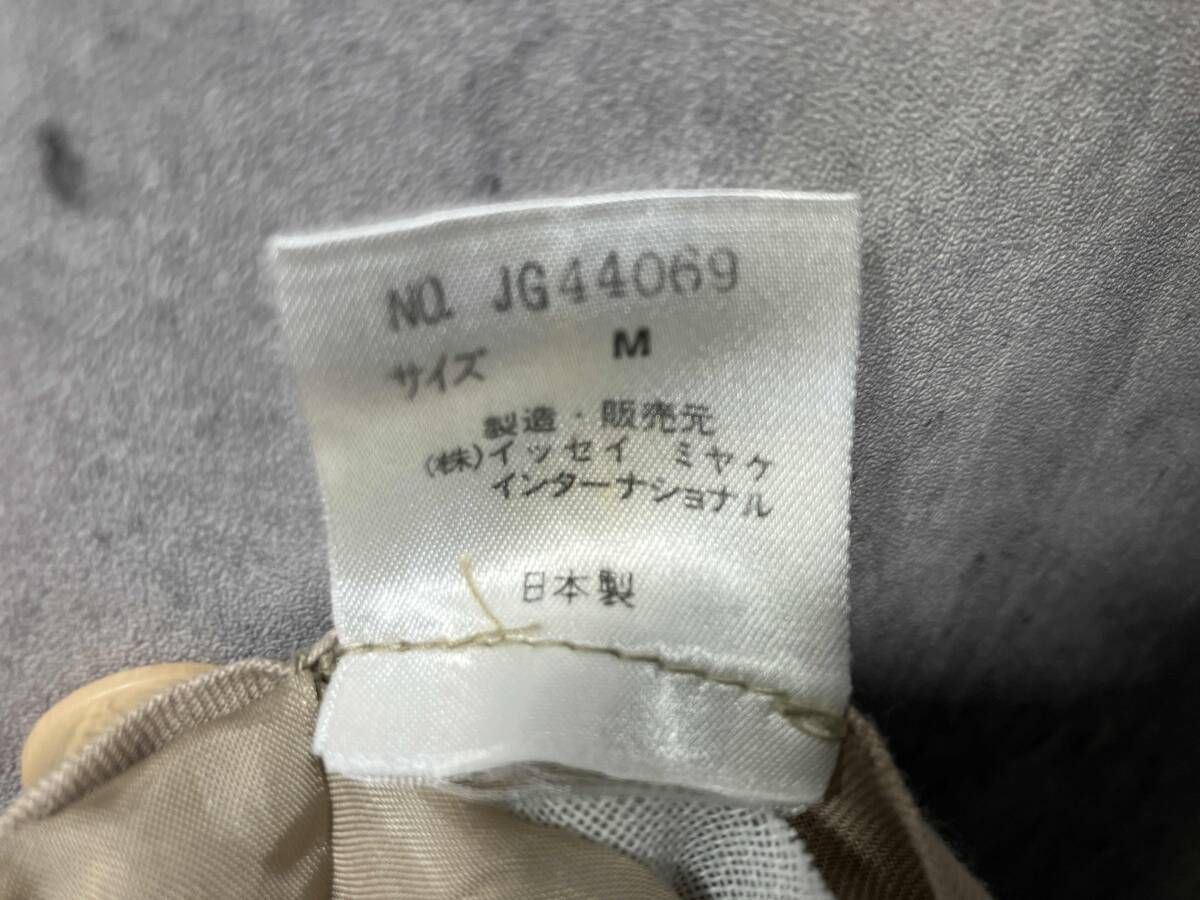 NO. JG44069
サイズ M
製造・販売元
(株)イッセイ ミヤケ
インターナショナル
日本製